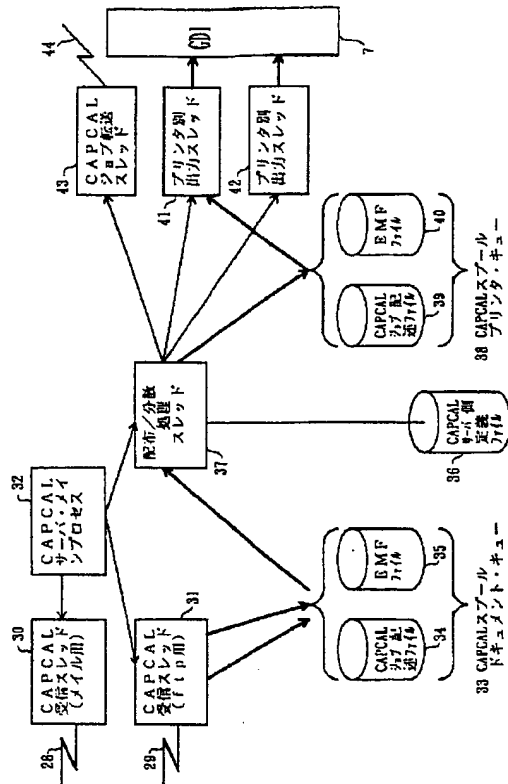 28
30
CAPCAL
受信スレッド
(メイル用)
32
CAPCAL
サーバ・メイ
ンプロセス
29
31
CAPCAL
受信スレッド
(ftp用)
配布/分散
処理
スレッド
37
43
CAPCAL
ジョブ転送
スレッド
44
41
プリンタ別
出力スレッド
42
プリンタ別
出力スレッド
GDI
7
CAPCAL
ジョブ 記
述ファイル
34
EMF
ファイル
35
33 CAPCALスプール
ドキュメント・キュー
CAPCAL
サーバ 側
定義
ファイル
36
CAPCAL
ジョブ 記
述ファイル
39
EMF
ファイル
40
38 CAPCALスプール
プリンタ・キュー